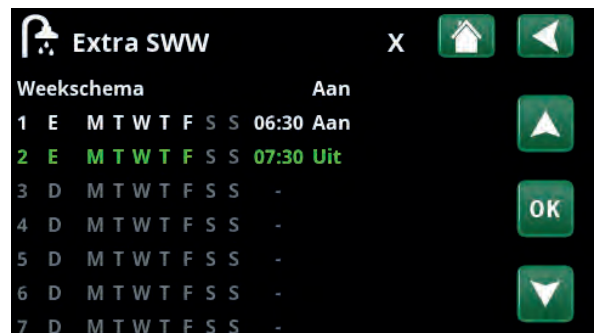 Extra SWW X
Weekschema Aan
1 E M T W T F S S 06:30 Aan
2 E M T W T F S S 07:30 Uit
3 D M T W T F S S -
4 D M T W T F S S -
5 D M T W T F S S -
6 D M T W T F S S -
7 D M T W T F S S -
OK